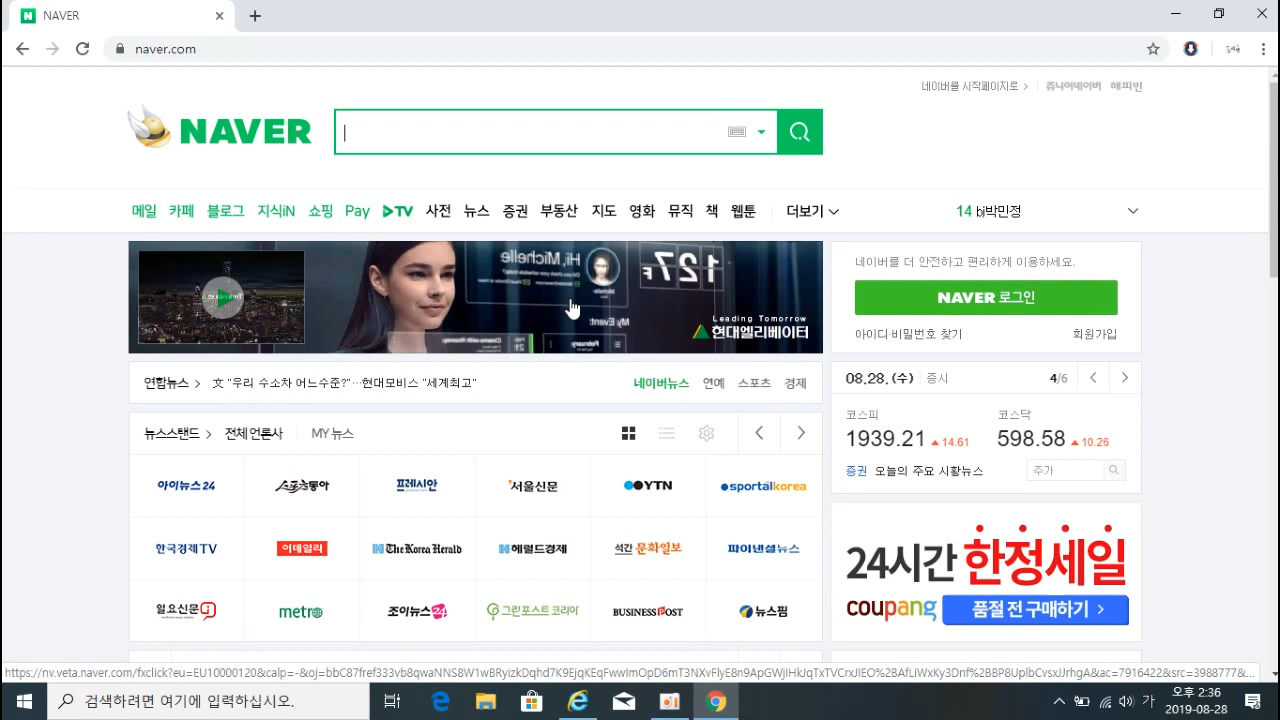 NAVER
naver.com
네이버를 시작페이지로 > 쥬니어네이버 해피빈
NAVER
메일 카페 블로그 지식iN 쇼핑 Pay TV 사전 뉴스 증권 부동산 지도 영화 뮤직 책 웹툰 더보기
14 bj박민정
Hi, Michelle
127F
My Event
February
21
Leading Tomorrow
현대엘리베이터
네이버를 더 안전하고 편리하게 이용하세요.
NAVER 로그인
아이디·비밀번호 찾기 회원가입
연합뉴스 > 文 "우리 수소차 어느수준?"…현대모비스 "세계최고"
네이버뉴스 연예 스포츠 경제
08.28.(수) 증시 4/6
뉴스스탠드 > 전체 언론사 MY 뉴스
코스피 코스닥
1939.21 ▲14.61 598.58 ▲10.26
증권 오늘의 주요 시황뉴스 주가
아이뉴스24 스포츠동아 프레시안 서울신문 YTN sportalkorea
한국경제TV 이데일리 The Korea Herald 헤럴드경제 석간 문화일보 파이낸셜뉴스
일요신문 metro 조이뉴스24 그린포스트 코리아 BUSINESSPOST 뉴스핌
24시간 한정세일
coupang 품절 전 구매하기 >
검색하려면 여기에 입력하십시오.
가
오후 2:36
2019-08-28